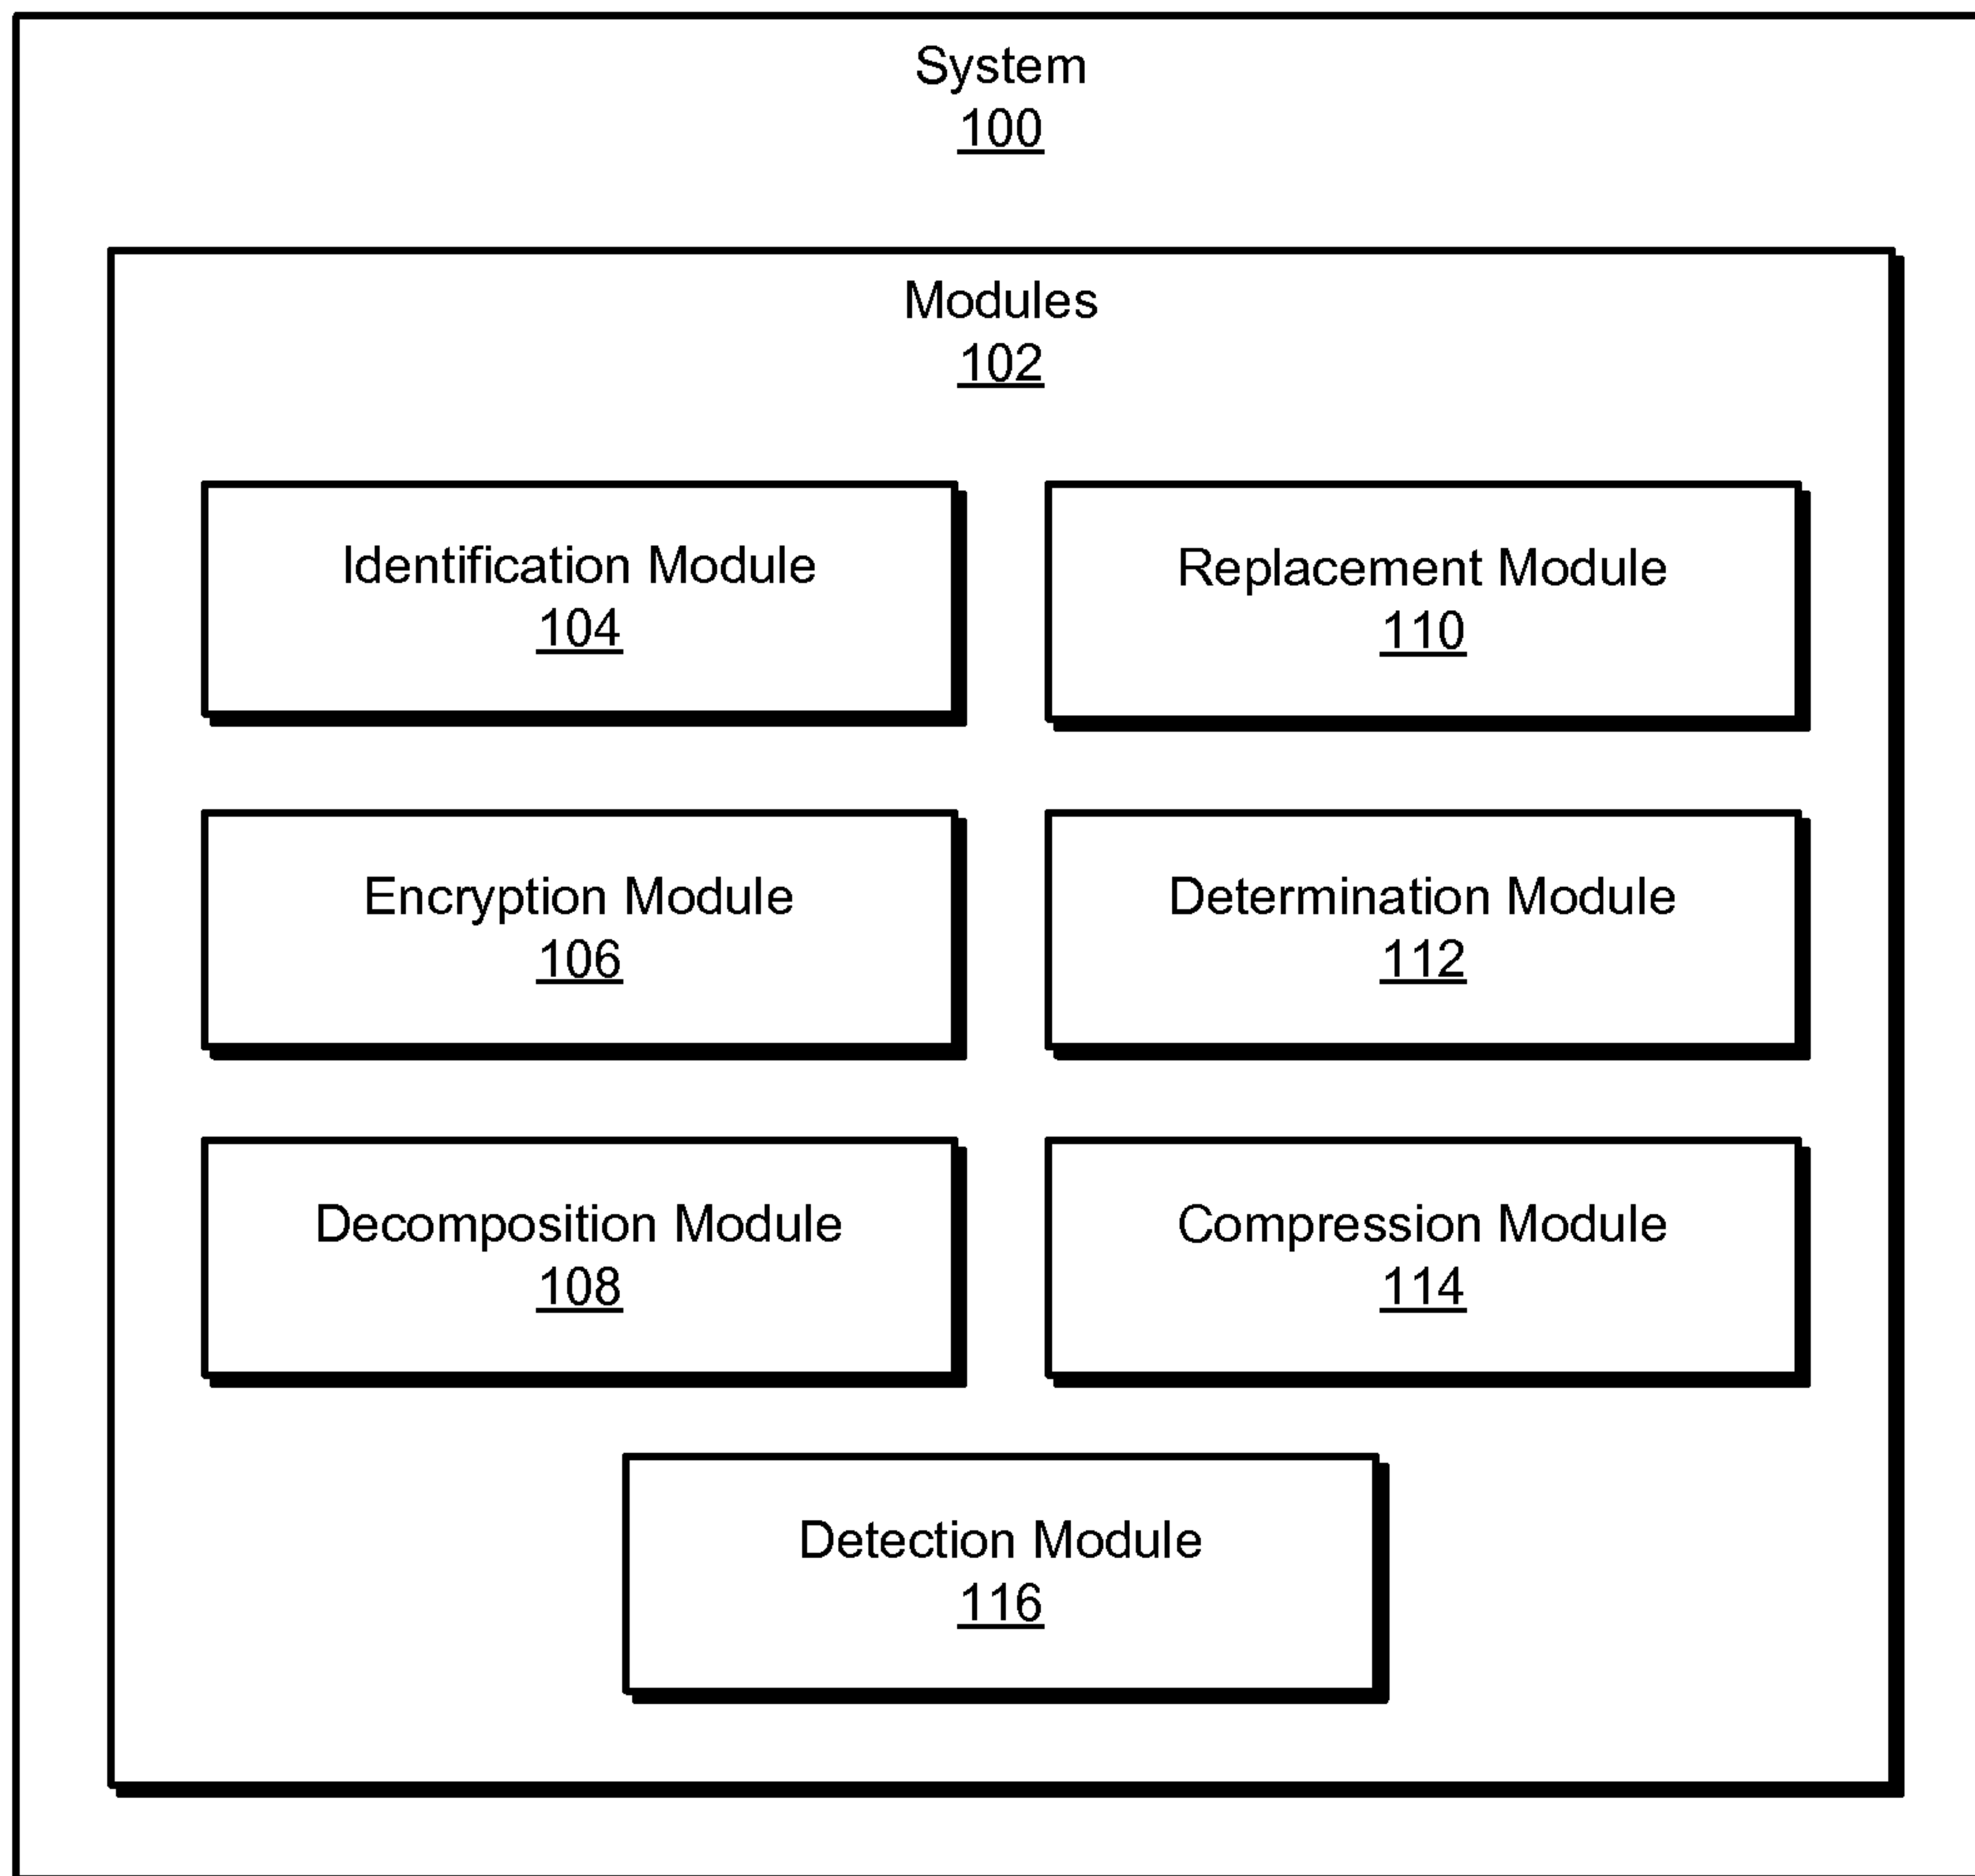 System
100
Modules
102
Identification Module
104
Replacement Module
110
Encryption Module
106
Determination Module
112
Decomposition Module
108
Compression Module
114
Detection Module
116